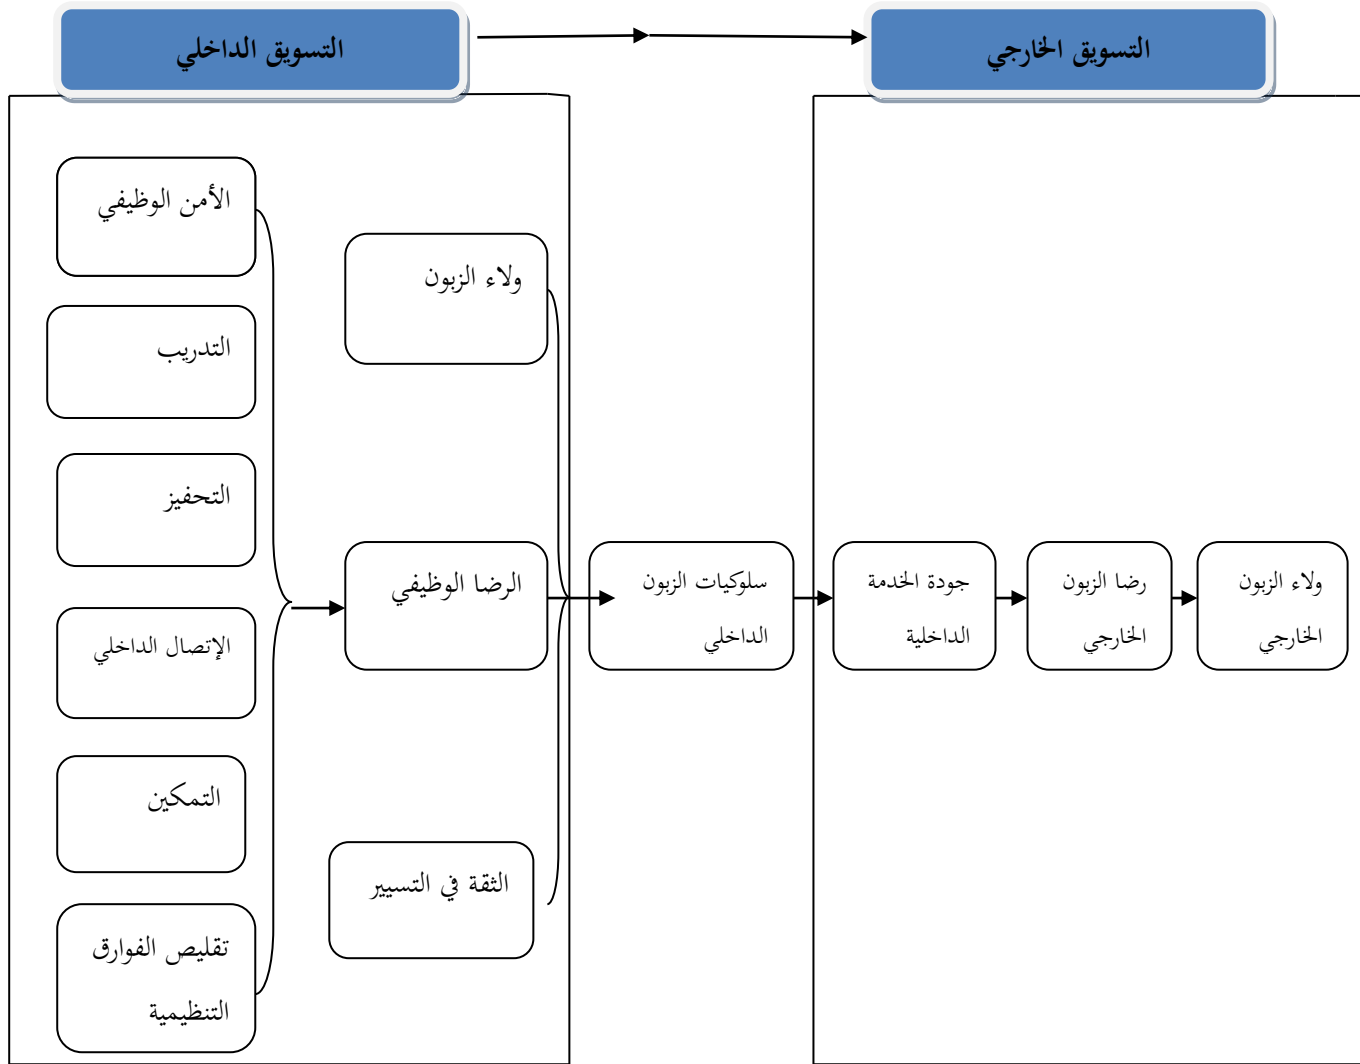 التسويق الداخلي
التسويق الخارجي
الأمن الوظيفي
التدريب
التحفيز
الإتصال الداخلي
التمكين
تقليص الفوارق
التنظيمية
ولاء الزبون
الرضا الوظيفي
الثقة في التسيير
سلوكيات الزبون
الداخلي
جودة الخدمة
الداخلية
رضا الزبون
الخارجي
ولاء الزبون
الخارجي